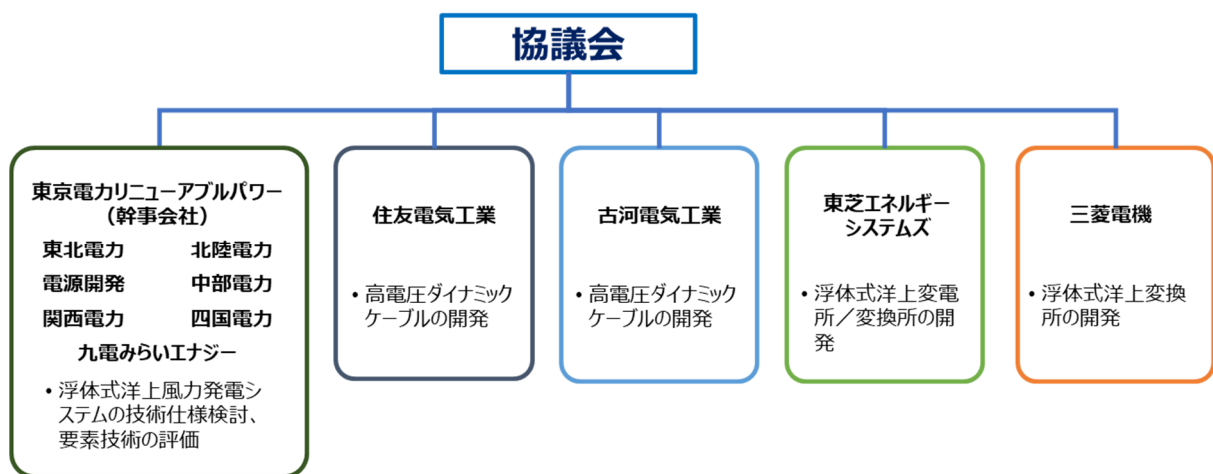 協議会
東京電力リニューアブルパワー
（幹事会社）
東北電力 北陸電力
電源開発 中部電力
関西電力 四国電力
九電みらいエナジー
・浮体式洋上風力発電シ
ステムの技術仕様検討、
要素技術の評価
住友電気工業
・高電圧ダイナミック
ケーブルの開発
古河電気工業
・高電圧ダイナミック
ケーブルの開発
東芝エネルギー
システムズ
・浮体式洋上変電
所／変換所の開
発
三菱電機
・浮体式洋上変換
所の開発